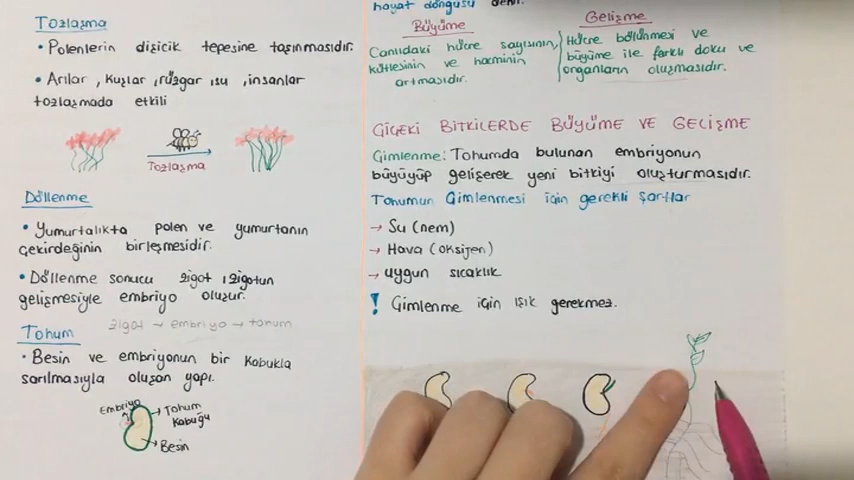 Tozlaşma
• Polenlerin dişicik tepesine taşınmasıdır.
• Arılar, kuşlar, rüzgar, su, insanlar
tozlaşmada etkili
Tozlaşma
Döllenme
• Yumurtalıkta polen ve yumurtanın
çekirdeğinin birleşmesidir.
• Döllenme sonucu zigot, zigotun
gelişmesiyle embriyo oluşur.
Tohum
zigot → embriyo → tohum
• Besin ve embriyonun bir kabukla
sarılmasıyla oluşan yapı.
Embriyo
Tohum
kabuğu
Besin
hayat döngüsü denir.
Büyüme
Canlıdaki hücre sayısının,
kütlesinin ve hacminin
artmasıdır.
Gelişme
Hücre bölünmesi ve
büyüme ile farklı doku ve
organların oluşmasıdır.
ÇİÇEKİ BİTKİLERDE BÜYÜME VE GELİŞME
Çimlenme: Tohumda bulunan embriyonun
büyüyüp gelişerek yeni bitkiyi oluşturmasıdır.
Tohumun Çimlenmesi için gerekli Şartlar
→ Su (nem)
→ Hava (oksijen)
→ uygun sıcaklık
! Çimlenme için ışık gerekmez.